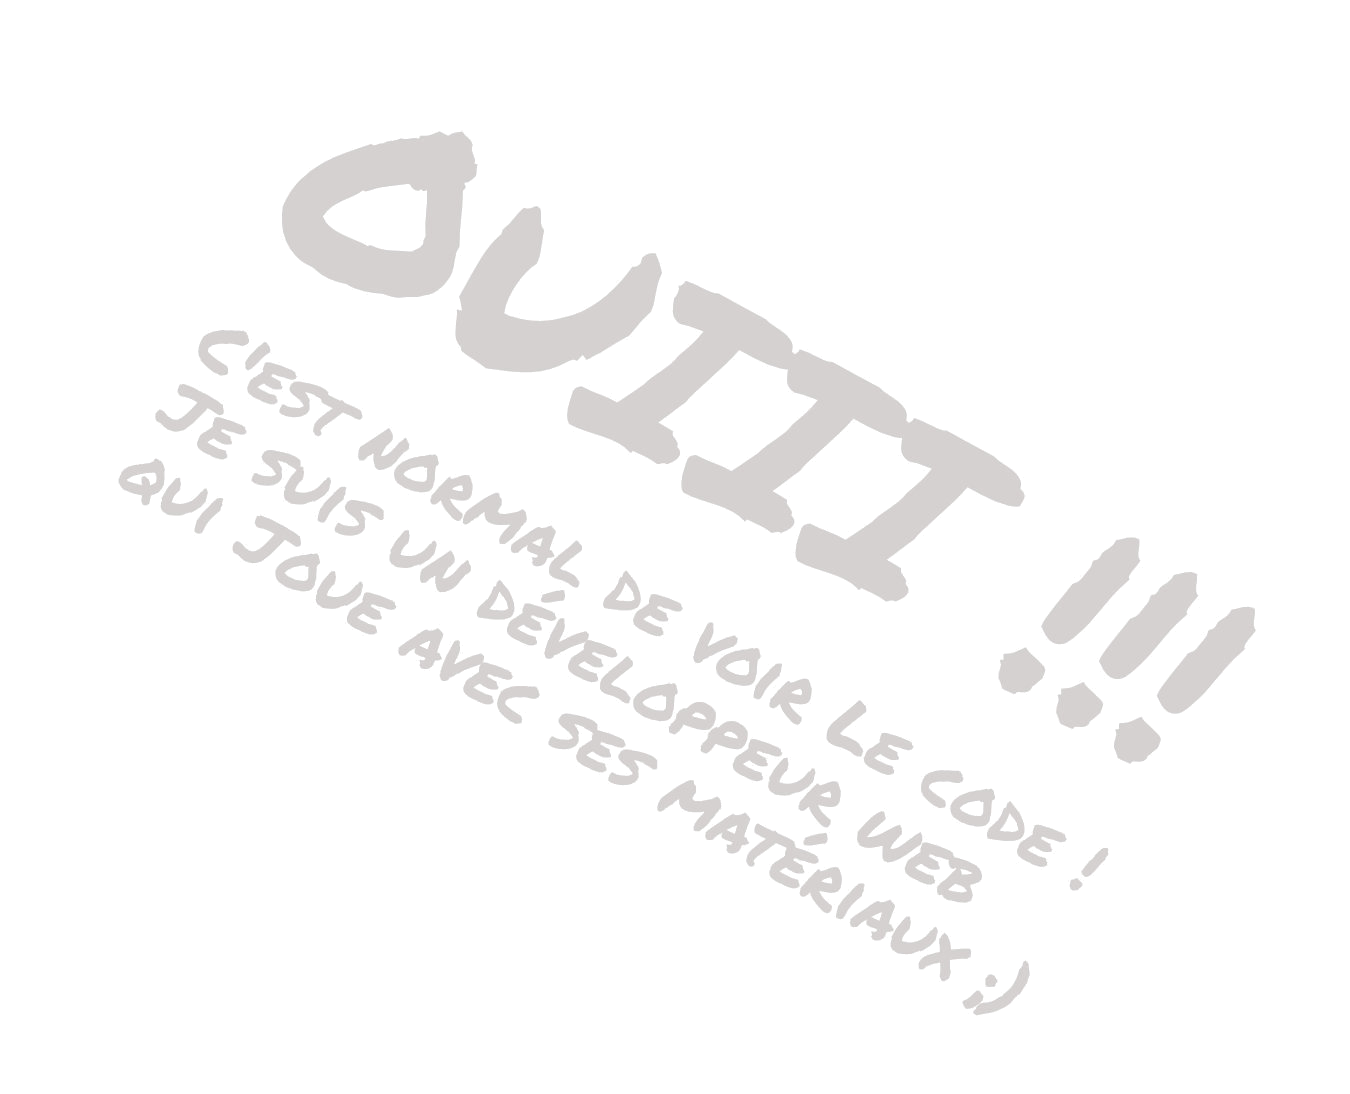 OUIII !!!
C'EST NORMAL DE VOIR LE CODE !
JE SUIS UN DÉVELOPPEUR WEB
QUI JOUE AVEC SES MATÉRIAUX ;)